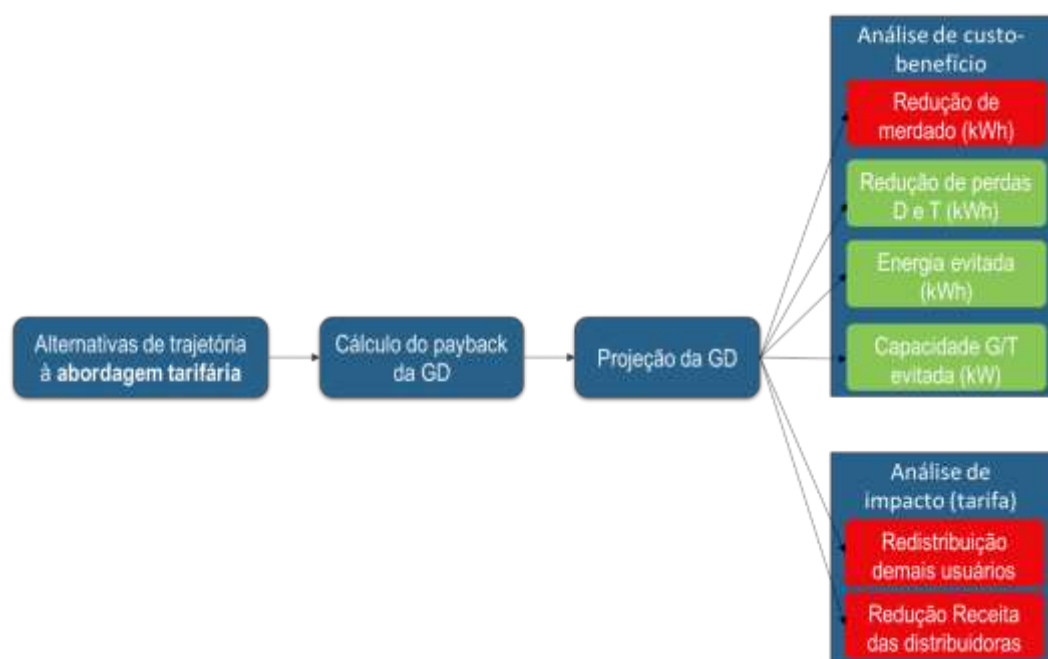 Análise de custo-
benefício
Redução de
merdado (kWh)
Redução de perdas
D e T (kWh)
Energia evitada
(kWh)
Capacidade G/T
evitada (kW)
Alternativas de trajetória
à abordagem tarifária
Cálculo do payback
da GD
Projeção da GD
Análise de
impacto (tarifa)
Redistribuição
demais usuários
Redução Receita
das distribuidoras